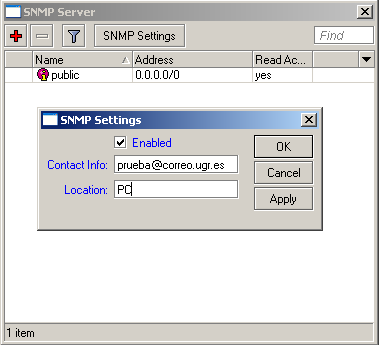 SNMP Server
SNMP Settings
Find
Name Address Read Ac...
public 0.0.0.0/0 yes
SNMP Settings
Enabled
OK
Contact Info: prueba@correo.ugr.es
Cancel
Location: PC
Apply
1 item